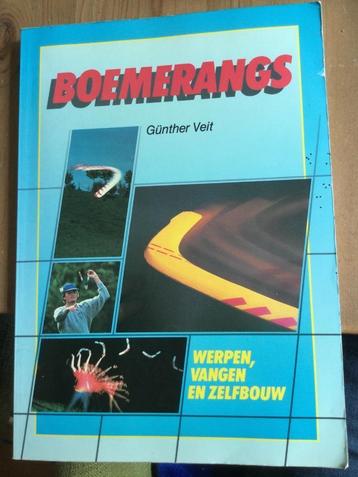 BOEMERANGS
Günther Veit
WERPEN,
VANGEN
EN ZELFBOUW